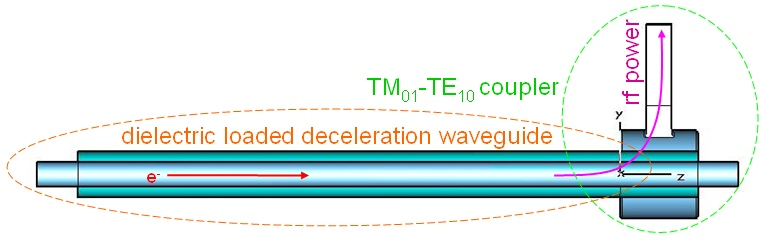 rf power
TM01-TE10 coupler
y
dielectric loaded deceleration waveguide
e-
x
z